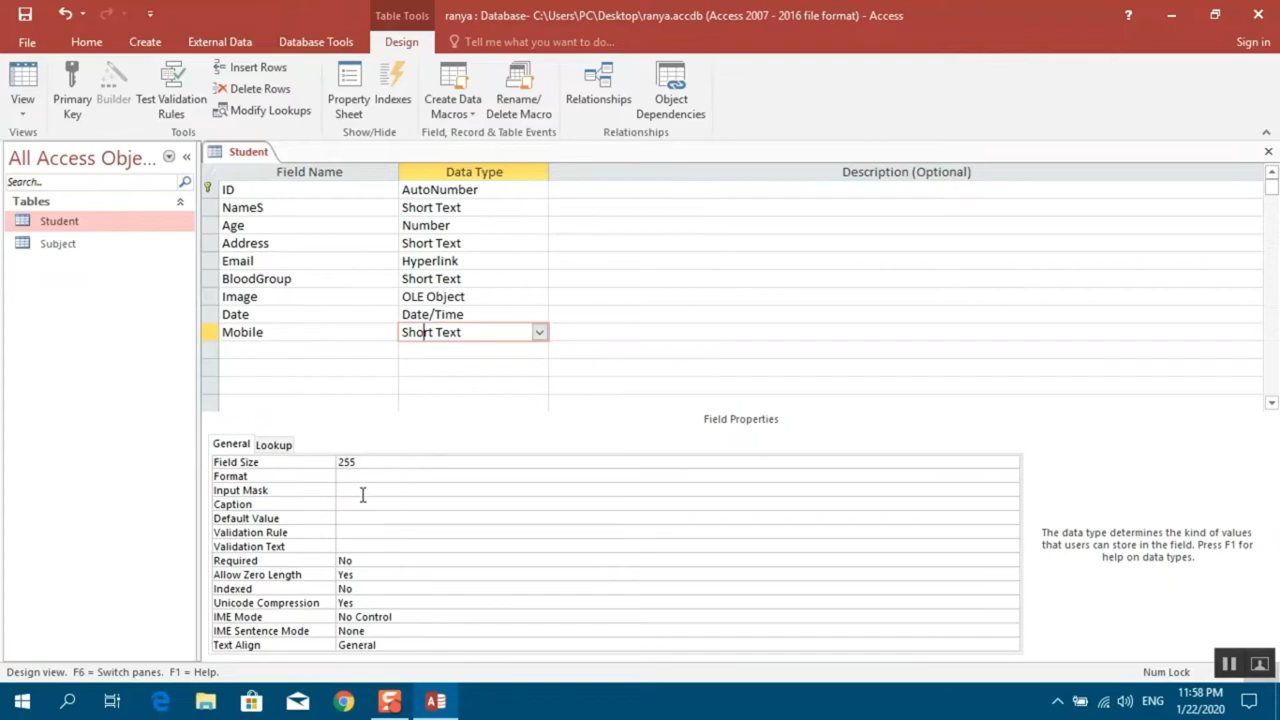 Table Tools
ranya : Database- C:\Users\PC\Desktop\ranya.accdb (Access 2007 - 2016 file format) - Access
File
Home
Create
External Data
Database Tools
Design
Tell me what you want to do...
Sign in
View
Primary Key
Builder
Test Validation Rules
Insert Rows
Delete Rows
Modify Lookups
Property Sheet
Indexes
Create Data Macros
Rename/ Delete Macro
Relationships
Object Dependencies
Views
Tools
Show/Hide
Field, Record & Table Events
Relationships
All Access Obje...
Search...
Tables
Student
Subject
Student
Field Name Data Type Description (Optional)
ID AutoNumber
NameS Short Text
Age Number
Address Short Text
Email Hyperlink
BloodGroup Short Text
Image OLE Object
Date Date/Time
Mobile Short Text
Field Properties
General Lookup
Field Size 255
Format
Input Mask
Caption
Default Value
Validation Rule
Validation Text
Required No
Allow Zero Length Yes
Indexed No
Unicode Compression Yes
IME Mode No Control
IME Sentence Mode None
Text Align General
The data type determines the kind of values
that users can store in the field. Press F1 for
help on data types.
Design view. F6 = Switch panes. F1 = Help.
Num Lock
ENG
11:58 PM
1/22/2020